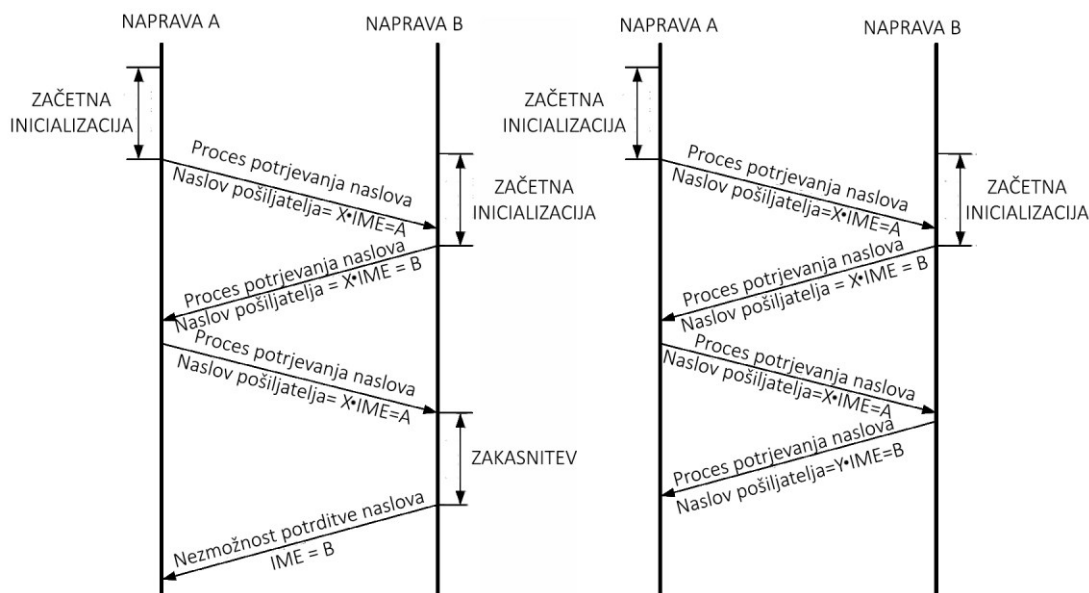 NAPRAVA A
NAPRAVA B
ZAČETNA
INICIALIZACIJA
Proces potrjevanja naslova
Naslov pošiljatelja= X•IME=A
ZAČETNA
INICIALIZACIJA
Proces potrjevanja naslova
Naslov pošiljatelja = X•IME = B
Proces potrjevanja naslova
Naslov pošiljatelja= X•IME=A
ZAKASNITEV
Nezmožnost potrditve naslova
IME = B
NAPRAVA A
NAPRAVA B
ZAČETNA
INICIALIZACIJA
Proces potrjevanja naslova
Naslov pošiljatelja= X•IME=A
ZAČETNA
INICIALIZACIJA
Proces potrjevanja naslova
Naslov pošiljatelja = X•IME = B
Proces potrjevanja naslova
Naslov pošiljatelja= X•IME=A
Proces potrjevanja naslova
Naslov pošiljatelja=Y•IME=B